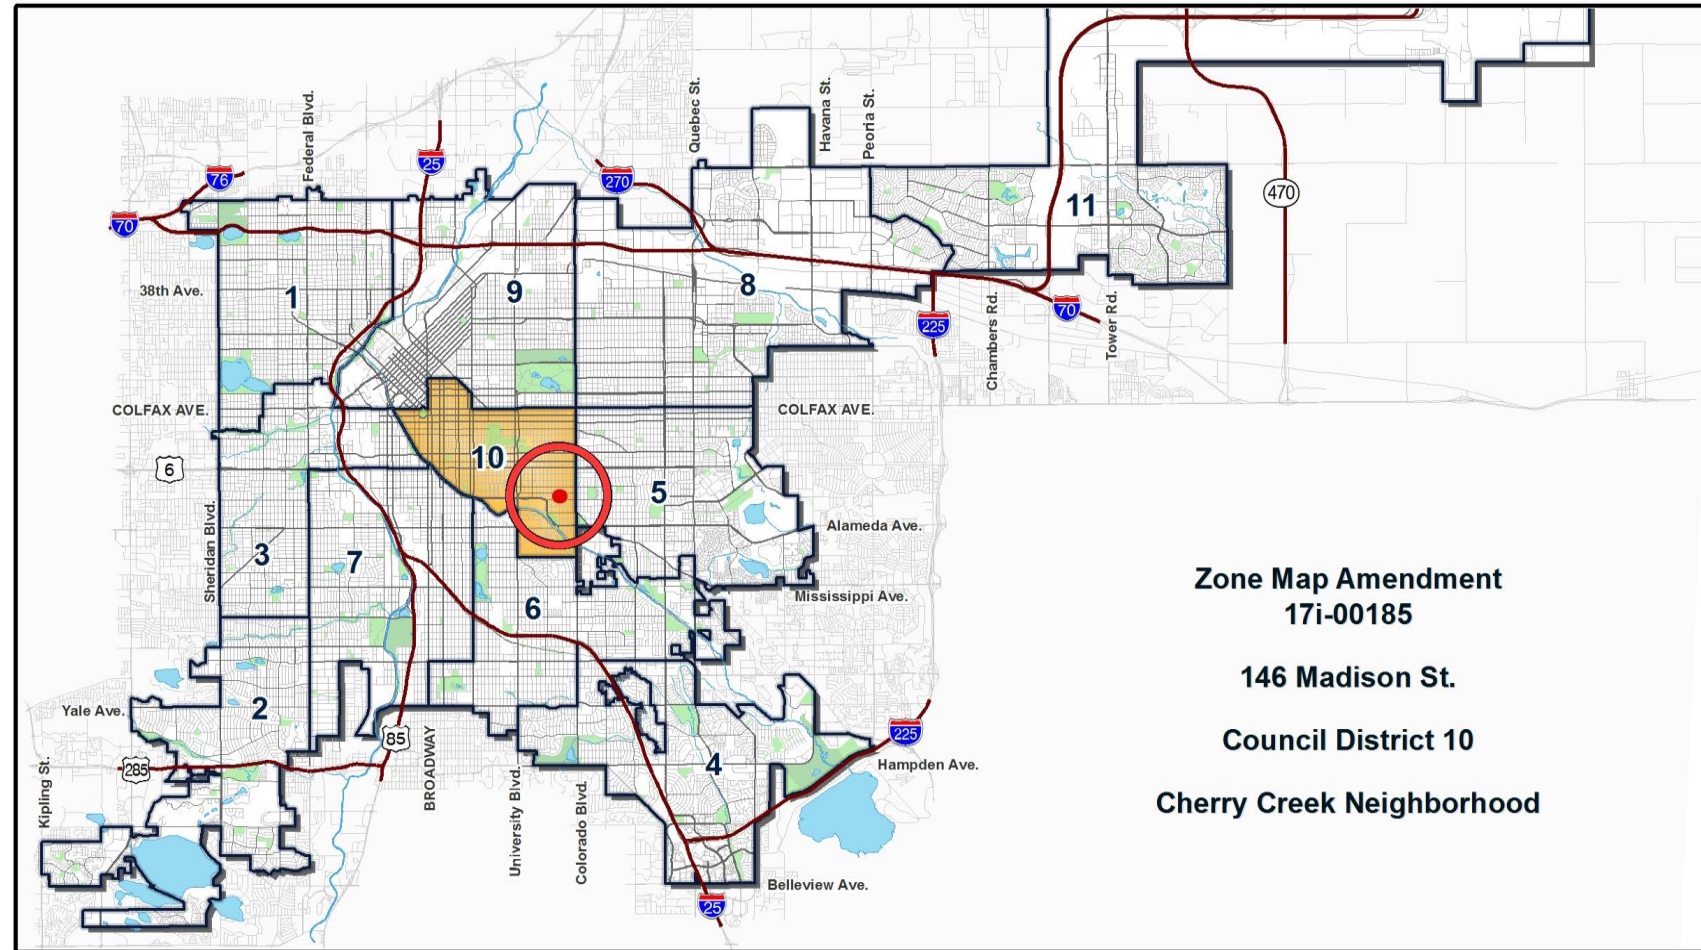 Federal Blvd.
25
Quebec St.
Havana St.
Peoria St.
76
270
470
70
11
38th Ave.
1
9
8
225
Chambers Rd.
70
Tower Rd.
COLFAX AVE.
COLFAX AVE.
6
10
5
Sheridan Blvd.
3
7
Alameda Ave.
6
Mississippi Ave.
Zone Map Amendment
17i-00185
146 Madison St.
Council District 10
Cherry Creek Neighborhood
Yale Ave.
2
85
BROADWAY
285
Kipling St.
University Blvd.
Colorado Blvd.
4
225
Hampden Ave.
Belleview Ave.
25